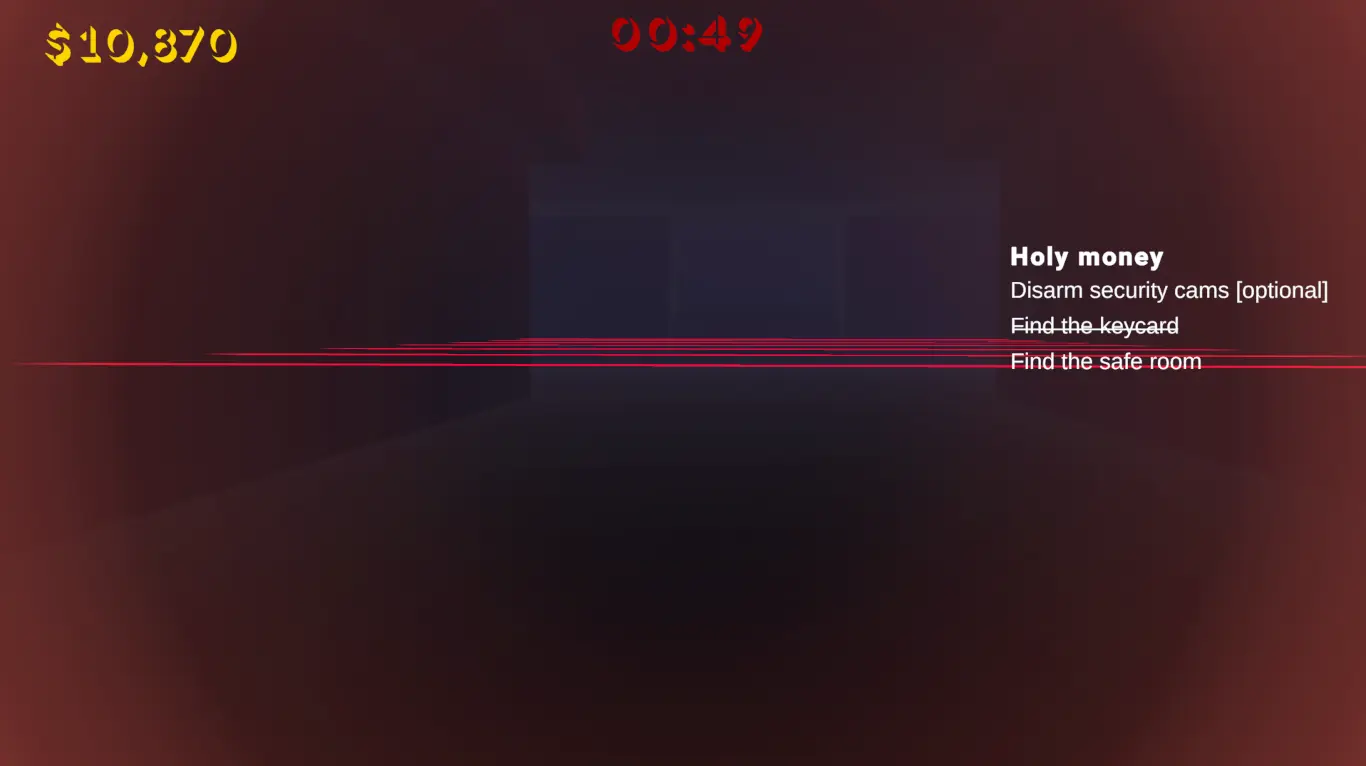 $10,870
00:49
Holy money
Disarm security cams [optional]
Find the keycard
Find the safe room